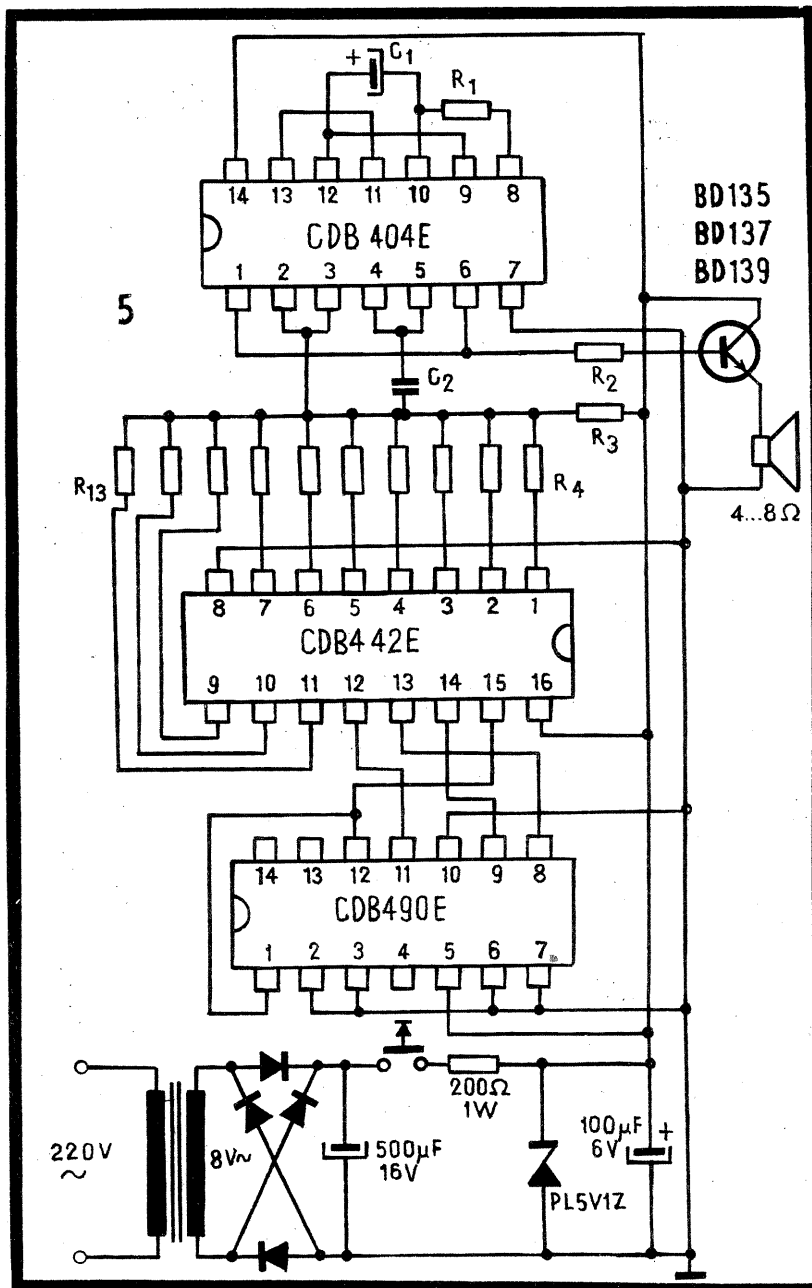 + C1
R1
14 13 12 11 10 9 8
CDB 404E
1 2 3 4 5 6 7
BD135
BD137
BD139
5
R2
C2
R3
R13
R4
4...8Ω
8 7 6 5 4 3 2 1
CDB442E
9 10 11 12 13 14 15 16
14 13 12 11 10 9 8
CDB490E
1 2 3 4 5 6 7
220V
~
8V~
500µF
16V
200Ω
1W
PL5V1Z
100µF +
6V